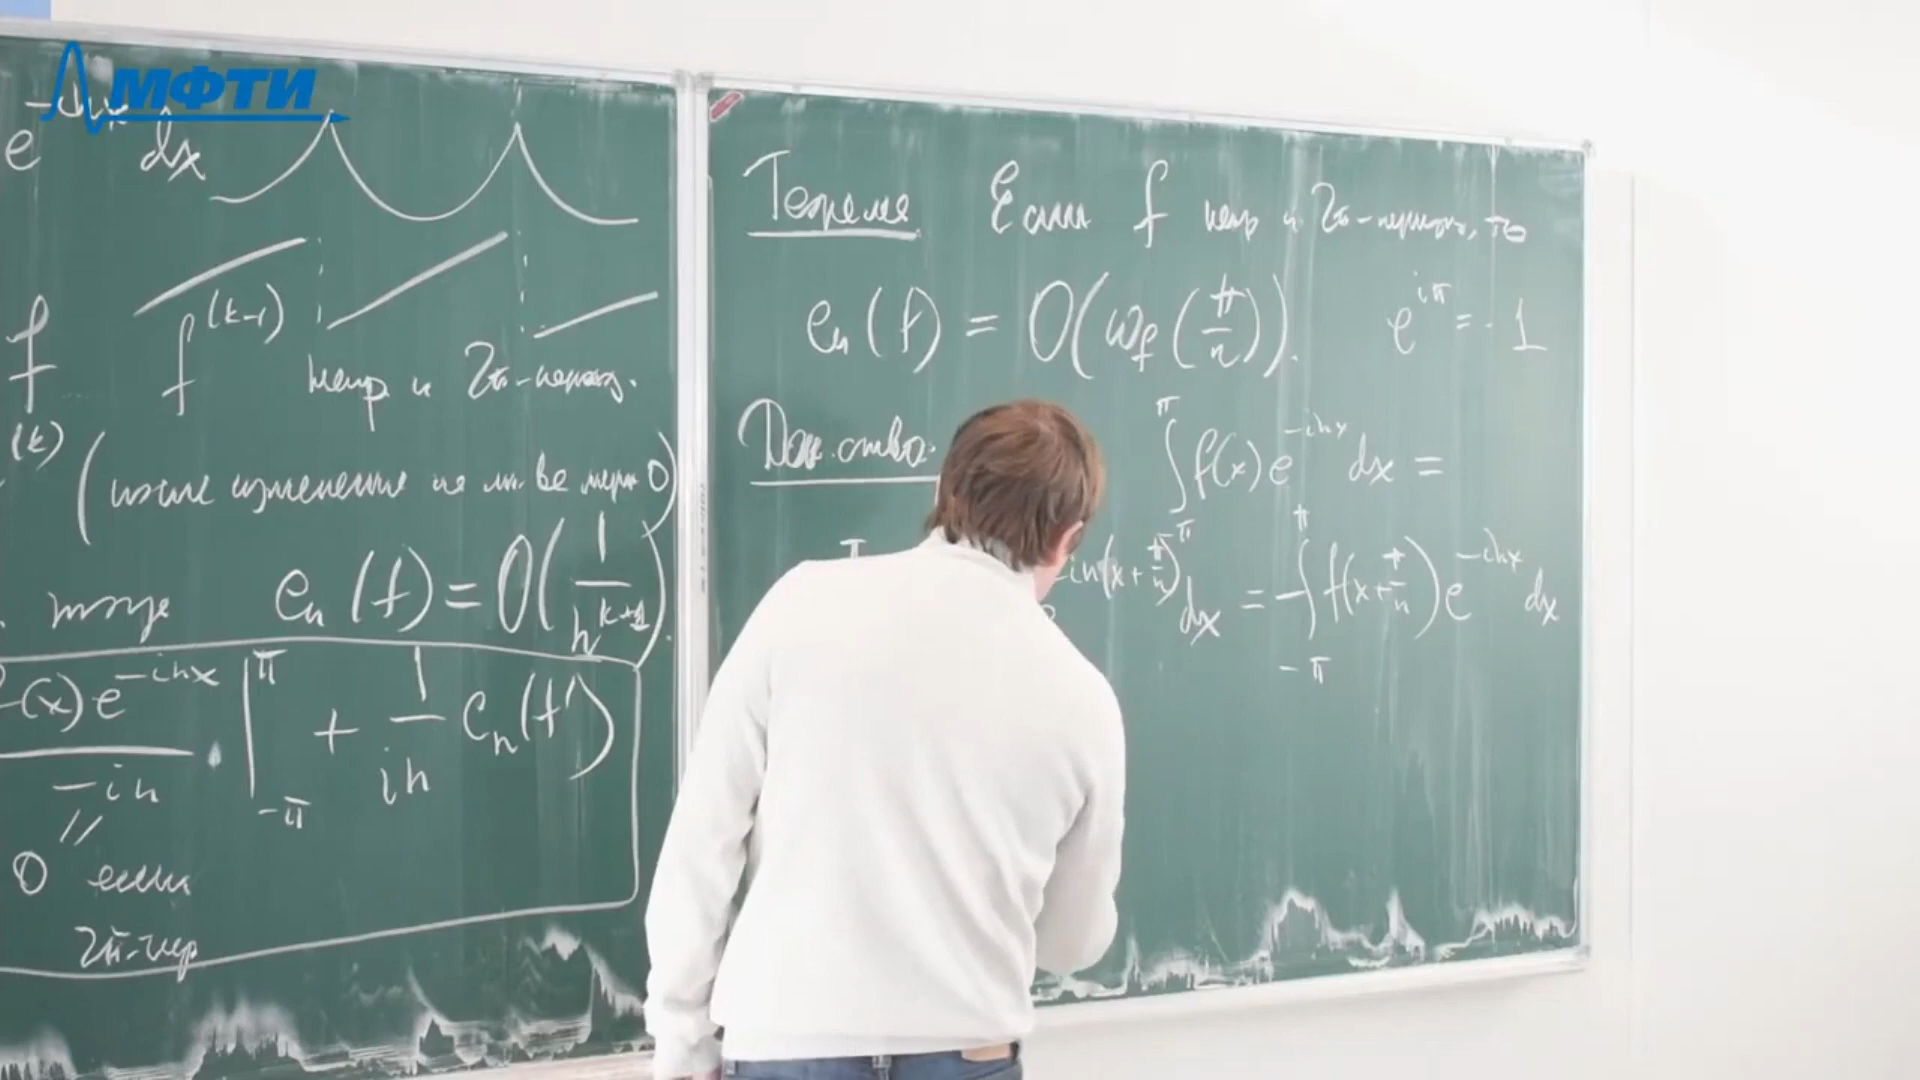 МФТИ
e dx
f f^{(k-1)} непр и 2π-период.
(k) (после изменения на мн-ве меры 0)
тогда c_n(f) = O(1/n^{k+1}).
(x)e^{-inx}/(-in) · |_{-π}^{π} + 1/(in) c_n(f')
0 если
2π-пер
Теорема Если f непр и 2π-период., то
c_n(f) = O(ω_f(π/n)). e^{iπ} = -1
Док-ство. ∫_{-π}^{π} f(x)e^{-inx} dx =
in(x+π/n) dx = -∫_{-π}^{π} f(x+π/n)e^{-inx} dx